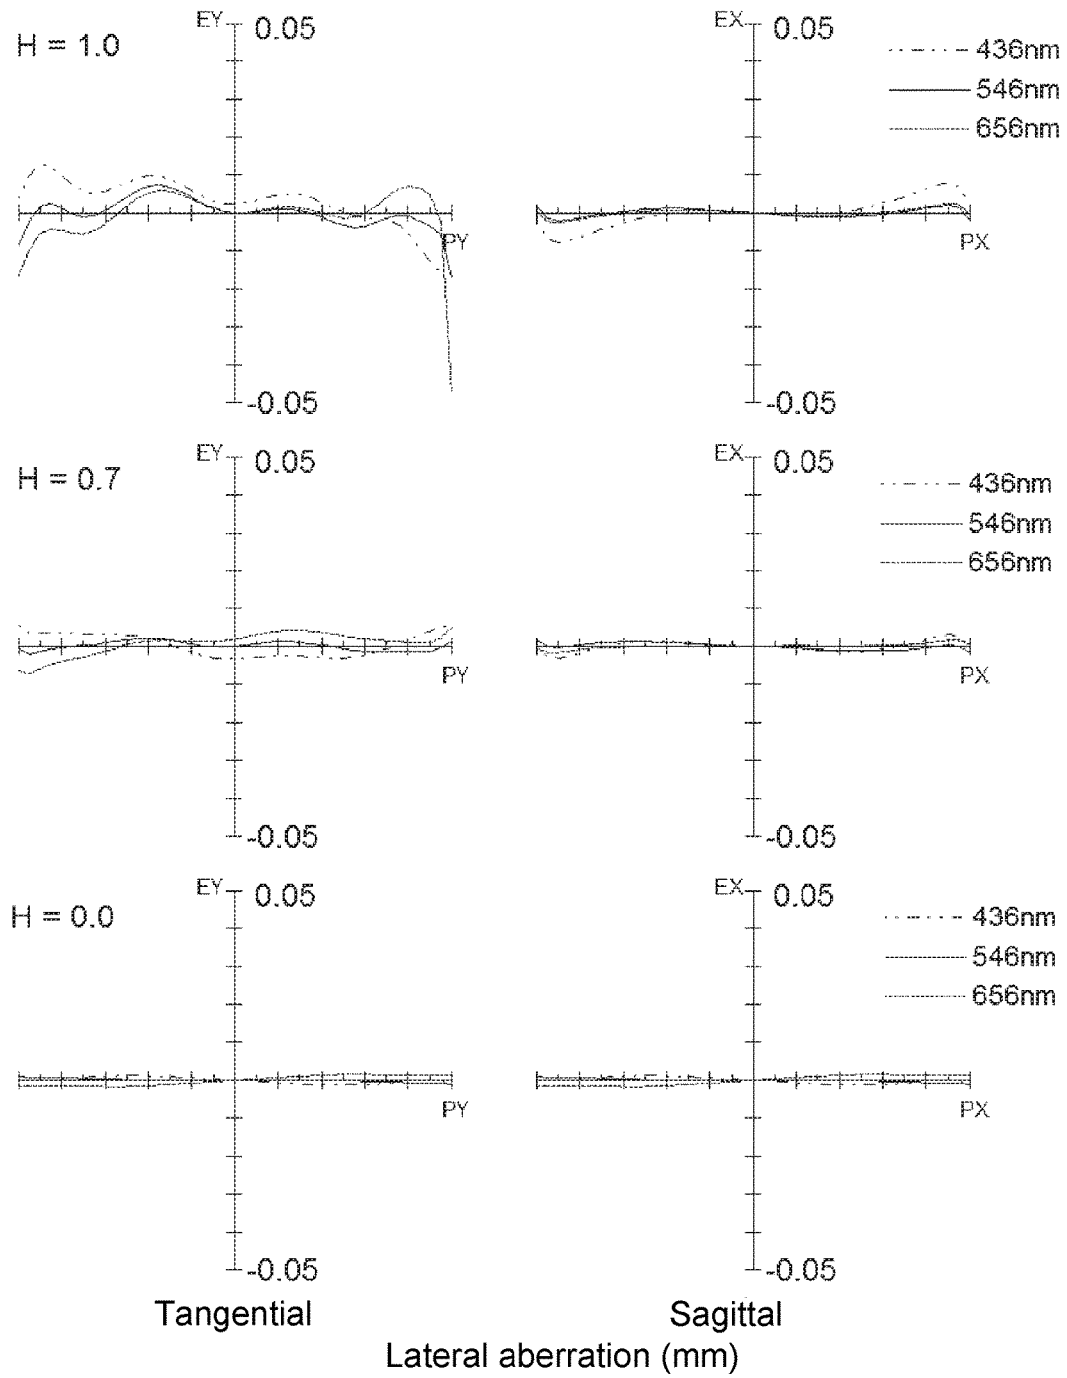 H = 1.0
EY
0.05
PY
-0.05
EX
0.05
PX
-0.05
436nm
546nm
656nm
H = 0.7
EY
0.05
PY
-0.05
EX
0.05
PX
-0.05
436nm
546nm
656nm
H = 0.0
EY
0.05
PY
-0.05
EX
0.05
PX
-0.05
436nm
546nm
656nm
Tangential
Sagittal
Lateral aberration (mm)